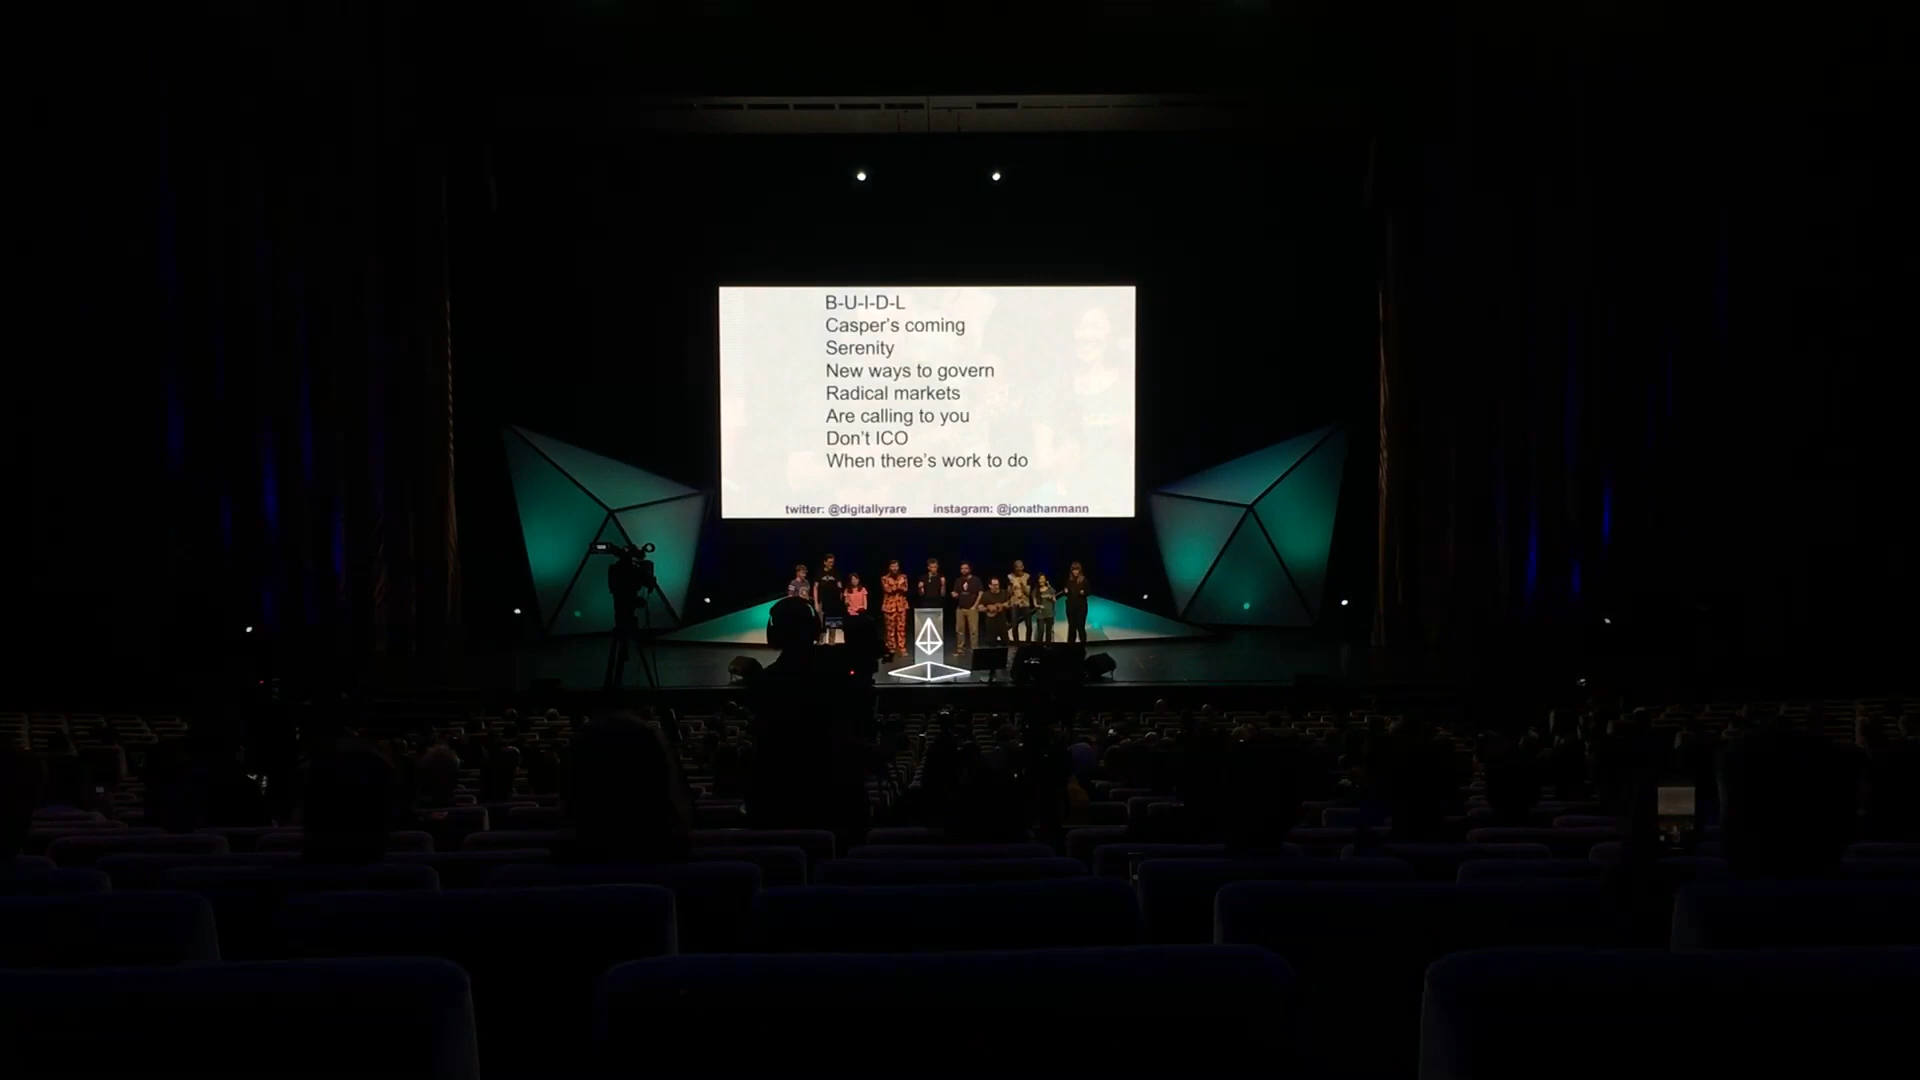 B-U-I-D-L
Casper's coming
Serenity
New ways to govern
Radical markets
Are calling to you
Don't ICO
When there's work to do
twitter: @digitallyrare instagram: @jonathanmann